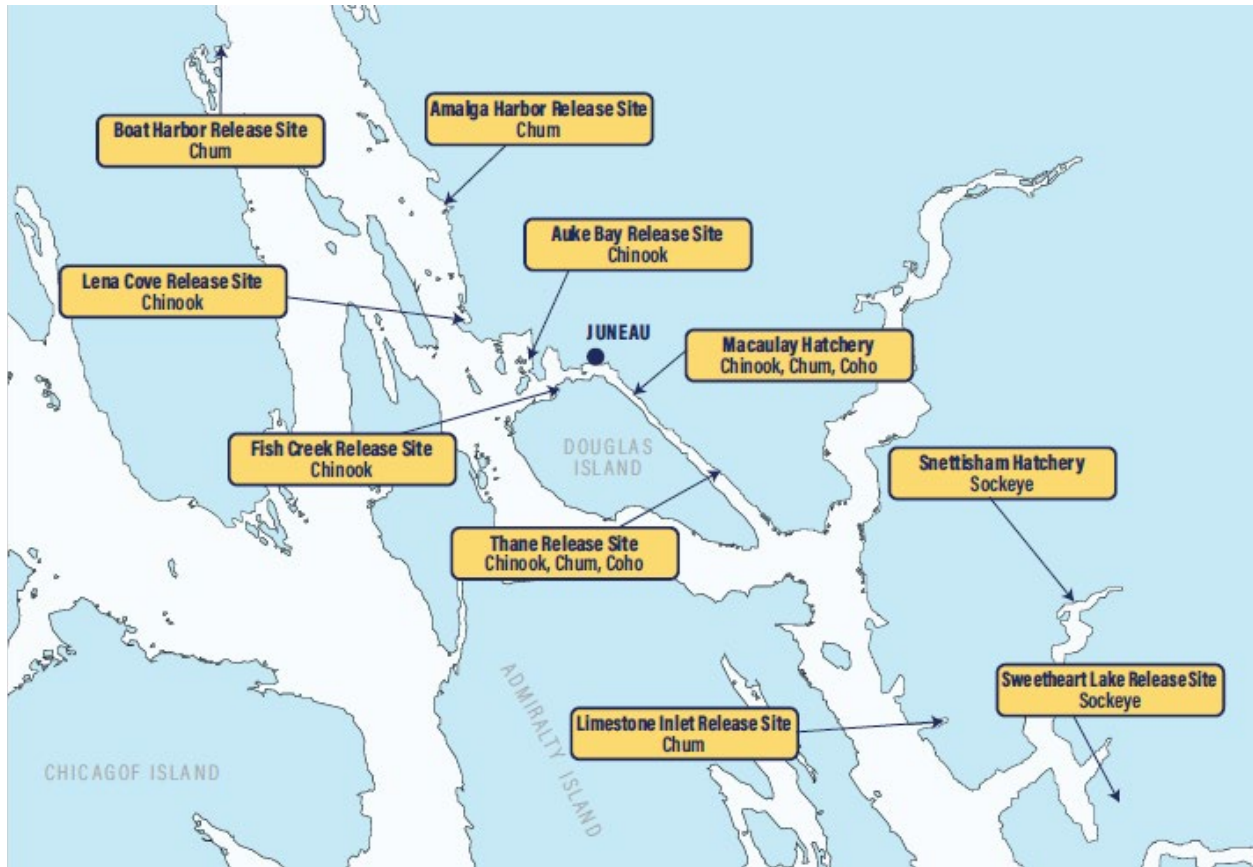 Boat Harbor Release Site
Chum
Amalga Harbor Release Site
Chum
Auke Bay Release Site
Chinook
Lena Cove Release Site
Chinook
JUNEAU
Macaulay Hatchery
Chinook, Chum, Coho
Fish Creek Release Site
Chinook
DOUGLAS
ISLAND
Snettisham Hatchery
Sockeye
Thane Release Site
Chinook, Chum, Coho
Sweetheart Lake Release Site
Sockeye
Limestone Inlet Release Site
Chum
ADMIRALTY ISLAND
CHICAGOF ISLAND